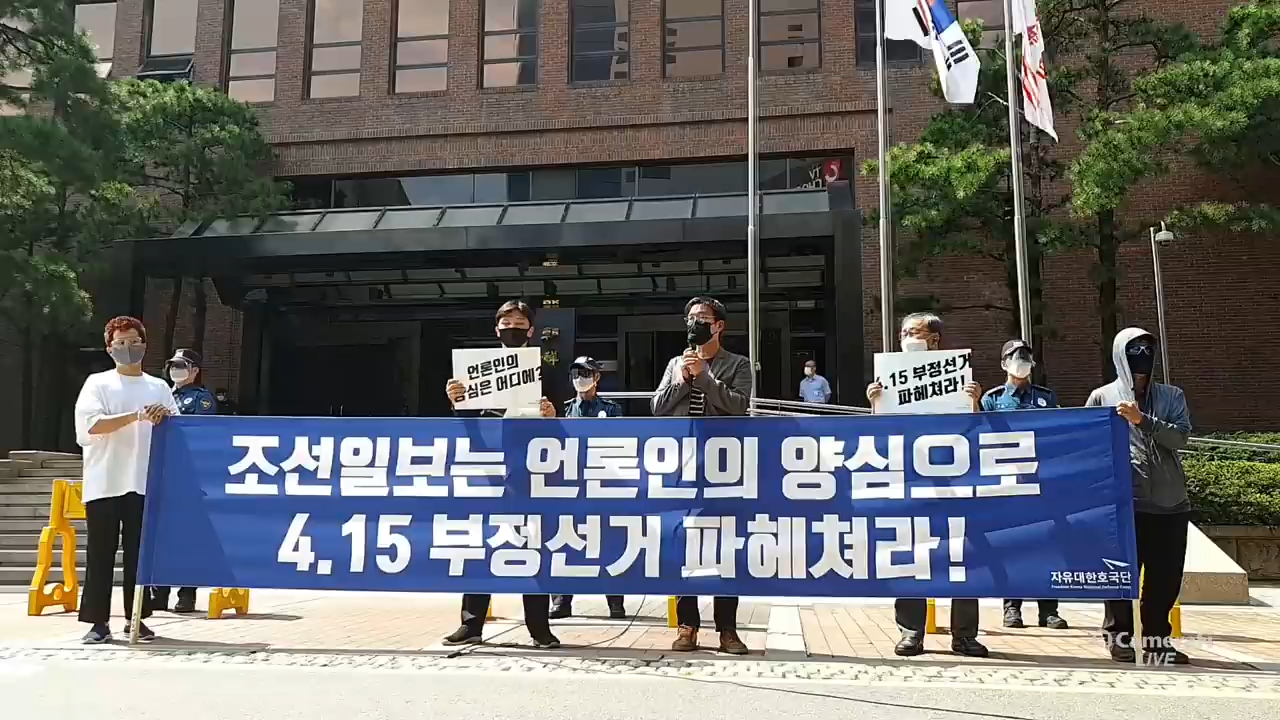 언론인의
양심은 어디에?
4.15 부정선거
파헤쳐라!
조선일보는 언론인의 양심으로
4.15 부정선거 파헤쳐라!
자유대한호국단
LIVE